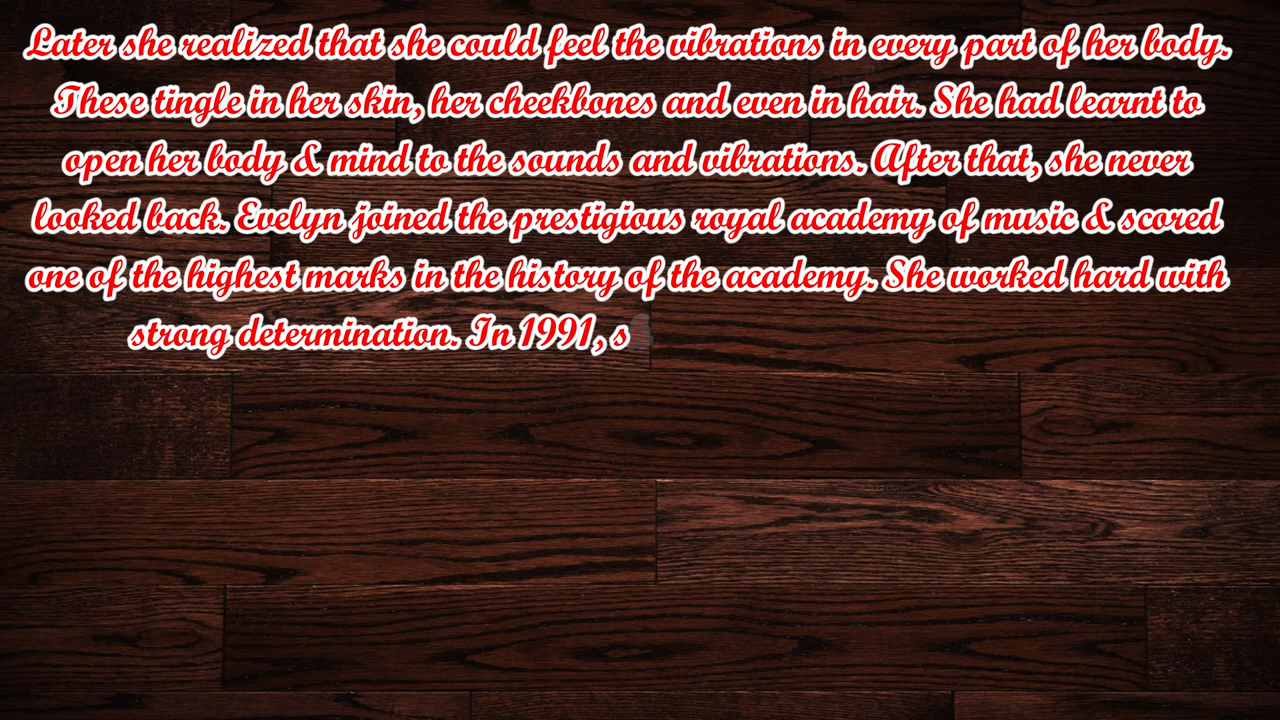 Later she realized that she could feel the vibrations in every part of her body.
These tingle in her skin, her cheekbones and even in hair. She had learnt to
open her body & mind to the sounds and vibrations. After that, she never
looked back. Evelyn joined the prestigious royal academy of music & scored
one of the highest marks in the history of the academy. She worked hard with
strong determination. In 1991, s